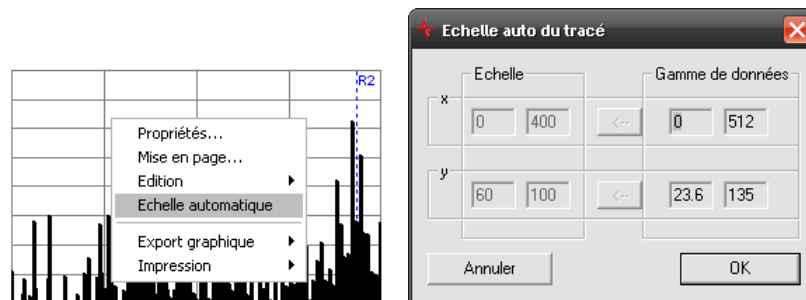 R2
Propriétés...
Mise en page...
Edition
Echelle automatique
Export graphique
Impression
Echelle auto du tracé
Echelle Gamme de données
x
0 400 <-- 0 512
y
60 100 <-- 23.6 135
Annuler OK